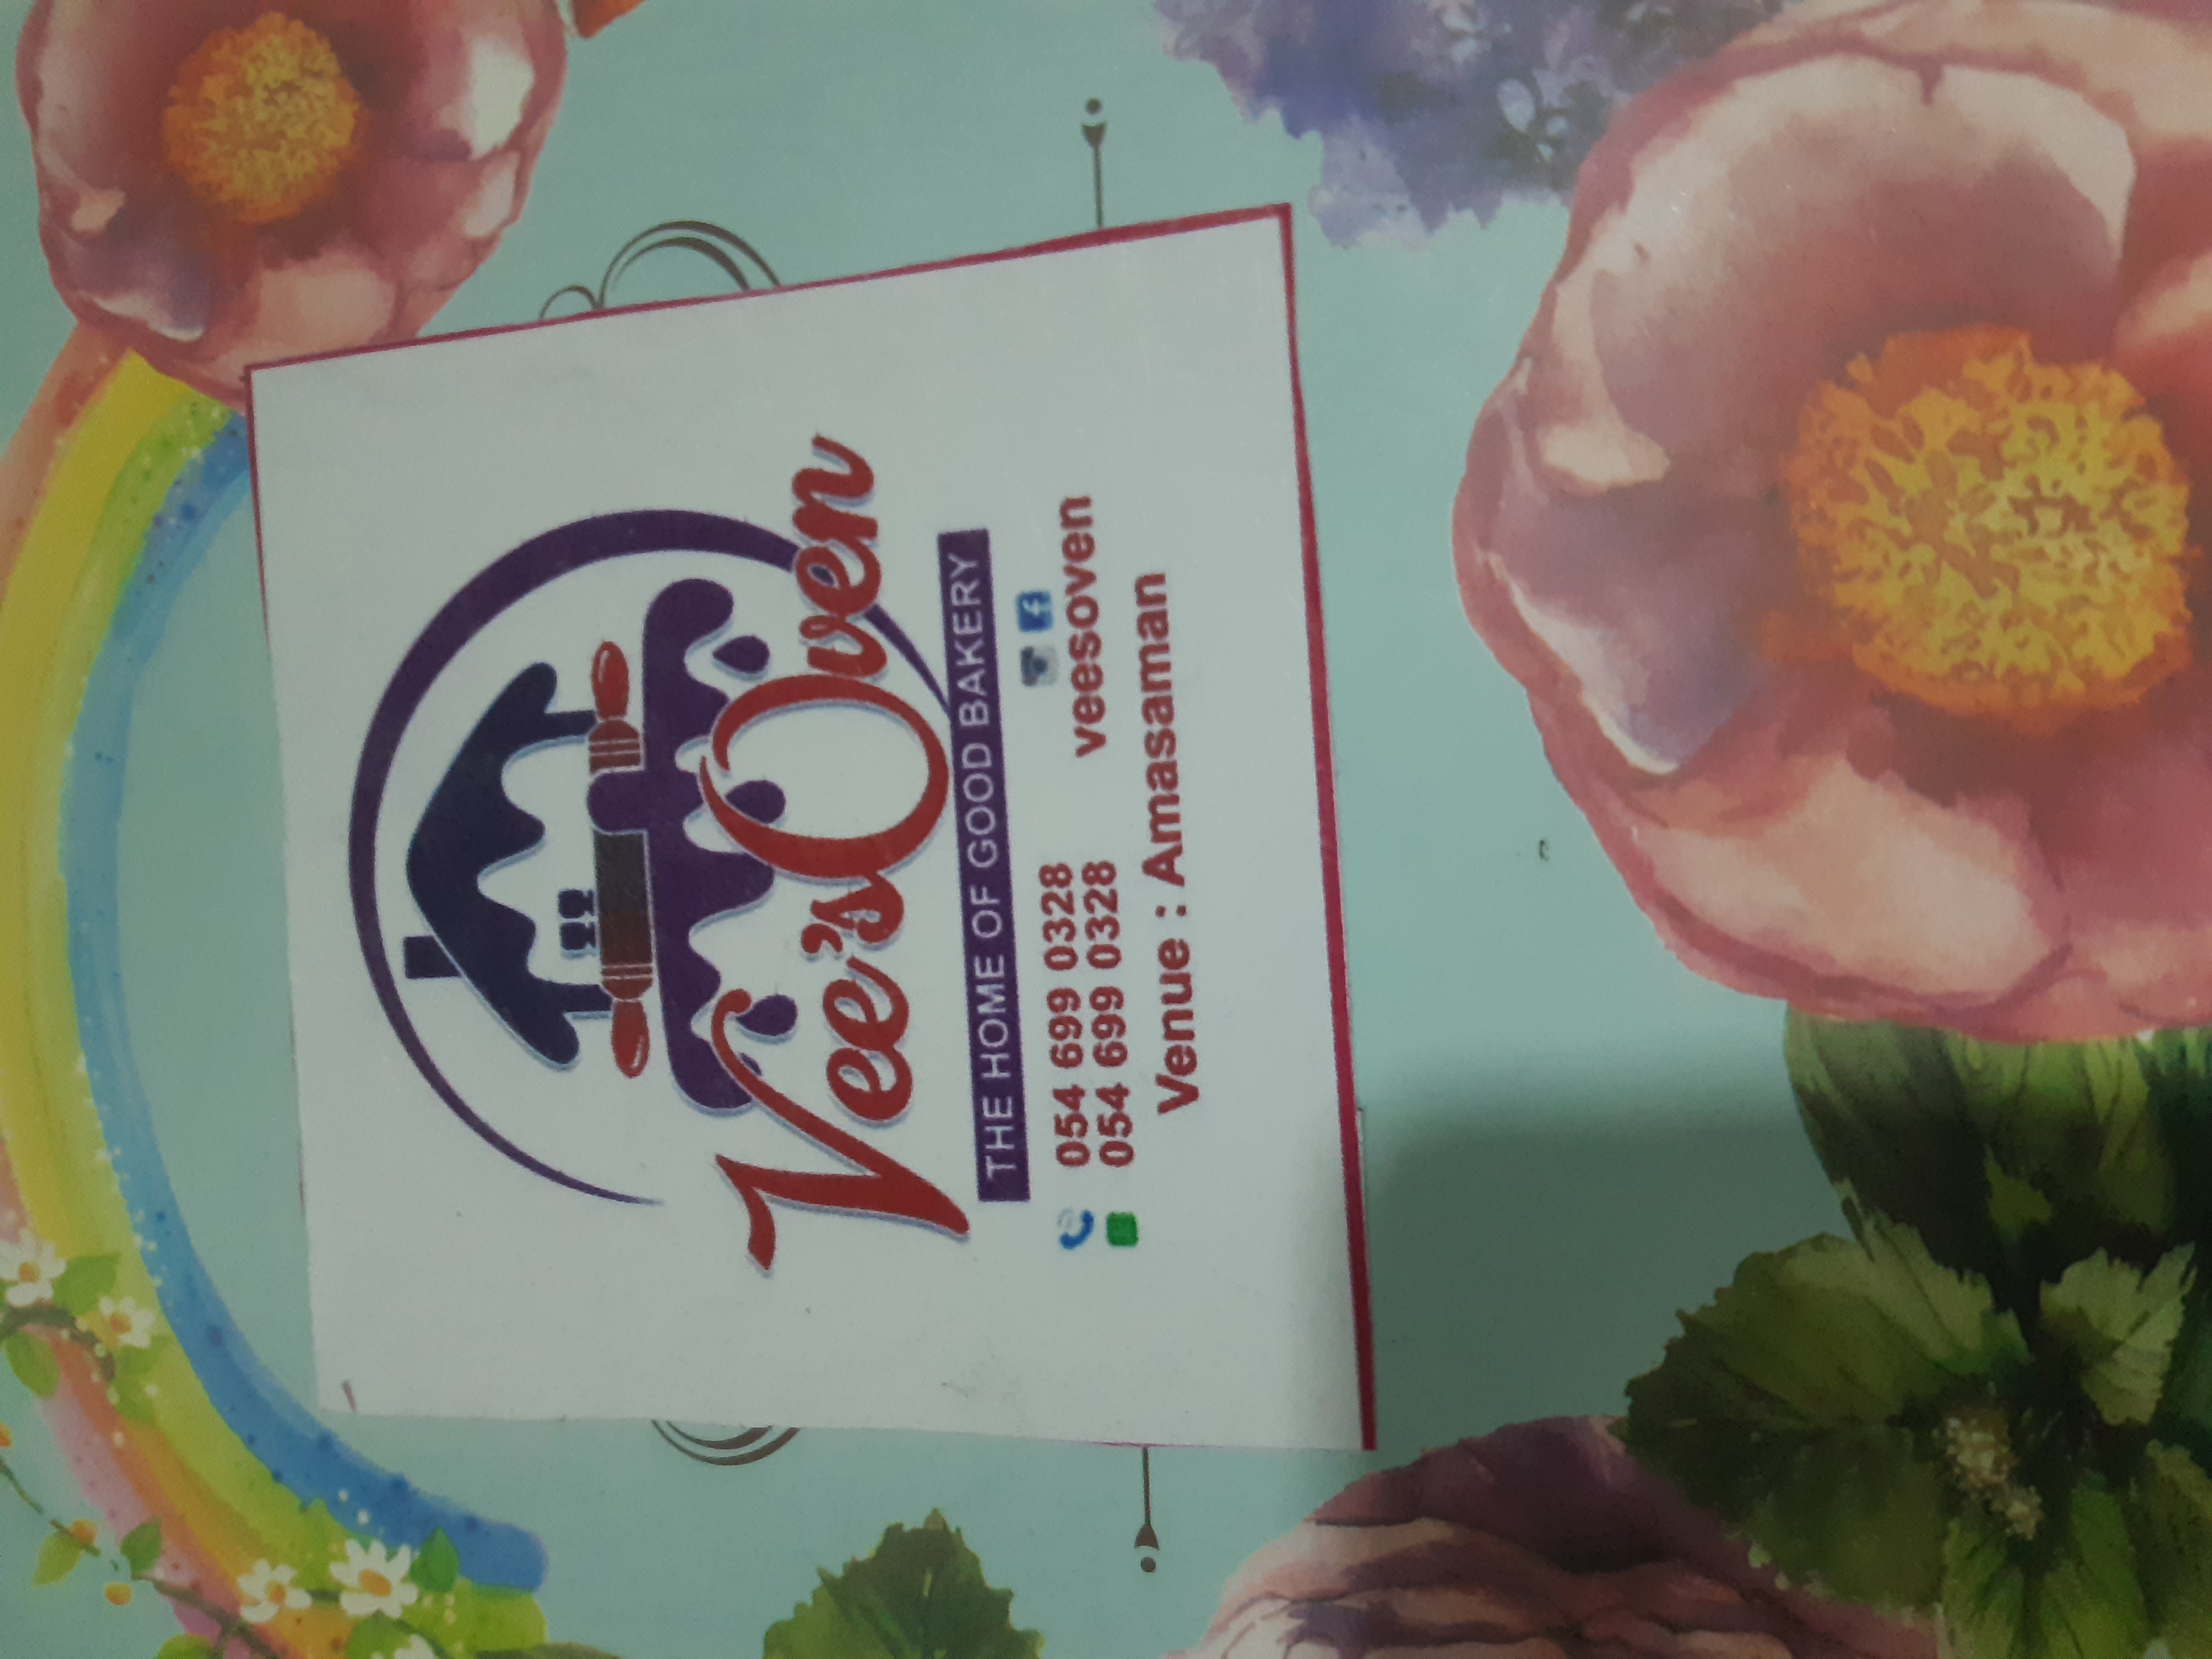 Vee's Oven
THE HOME OF GOOD BAKERY
054 699 0328
054 699 0328
veesoven
Venue : Amasaman